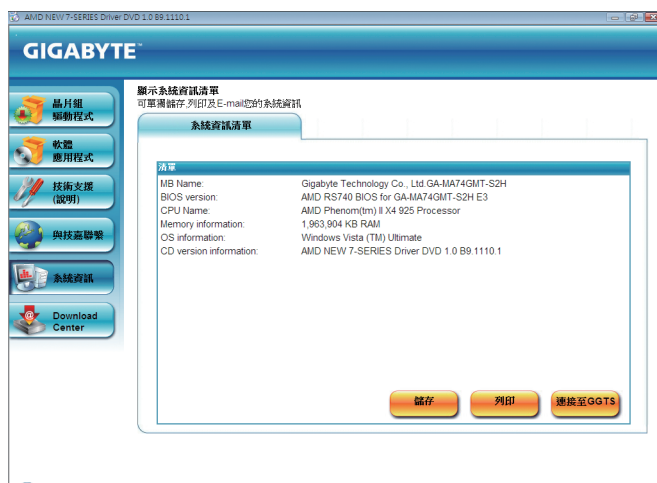 AMD NEW 7-SERIES Driver DVD 1.0 B9.1110.1
GIGABYTE™
晶片組
驅動程式
軟體
應用程式
技術支援
(說明)
與技嘉聯繫
系統資訊
Download
Center
顯示系統資訊清單
可單獨儲存,列印及E-mail您的系統資訊
系統資訊清單
清單
MB Name: Gigabyte Technology Co., Ltd.GA-MA74GMT-S2H
BIOS version: AMD RS740 BIOS for GA-MA74GMT-S2H E3
CPU Name: AMD Phenom(tm) II X4 925 Processor
Memory information: 1,963,904 KB RAM
OS information: Windows Vista (TM) Ultimate
CD version information: AMD NEW 7-SERIES Driver DVD 1.0 B9.1110.1
儲存
列印
連接至GGTS